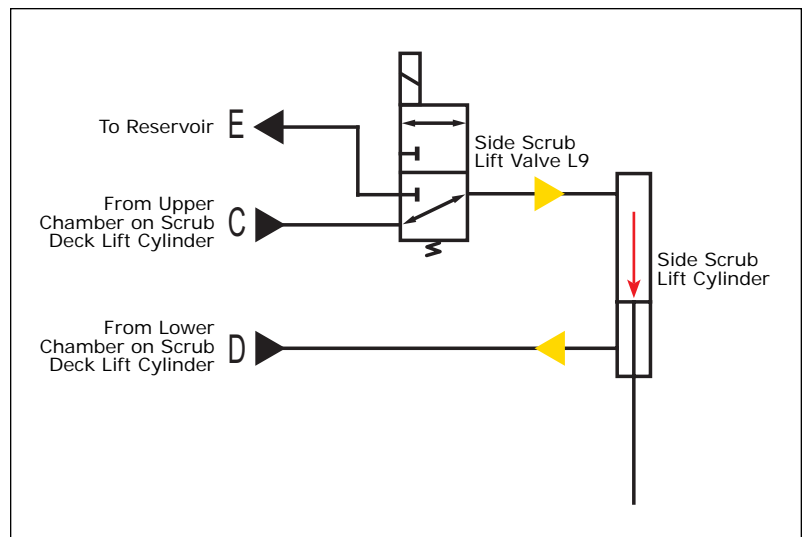 To Reservoir E
Side Scrub
Lift Valve L9
From Upper
Chamber on Scrub
Deck Lift Cylinder
C
Side Scrub
Lift Cylinder
From Lower
Chamber on Scrub
Deck Lift Cylinder
D